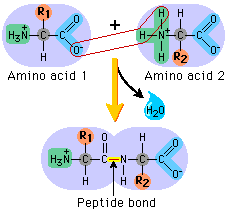 R1
H3N+ C C O O- H
+
H H N+ H C C O O- H R2
Amino acid 1 Amino acid 2
H2O
R1 O H
H3N+ C C N C C O O-
H H R2
Peptide bond